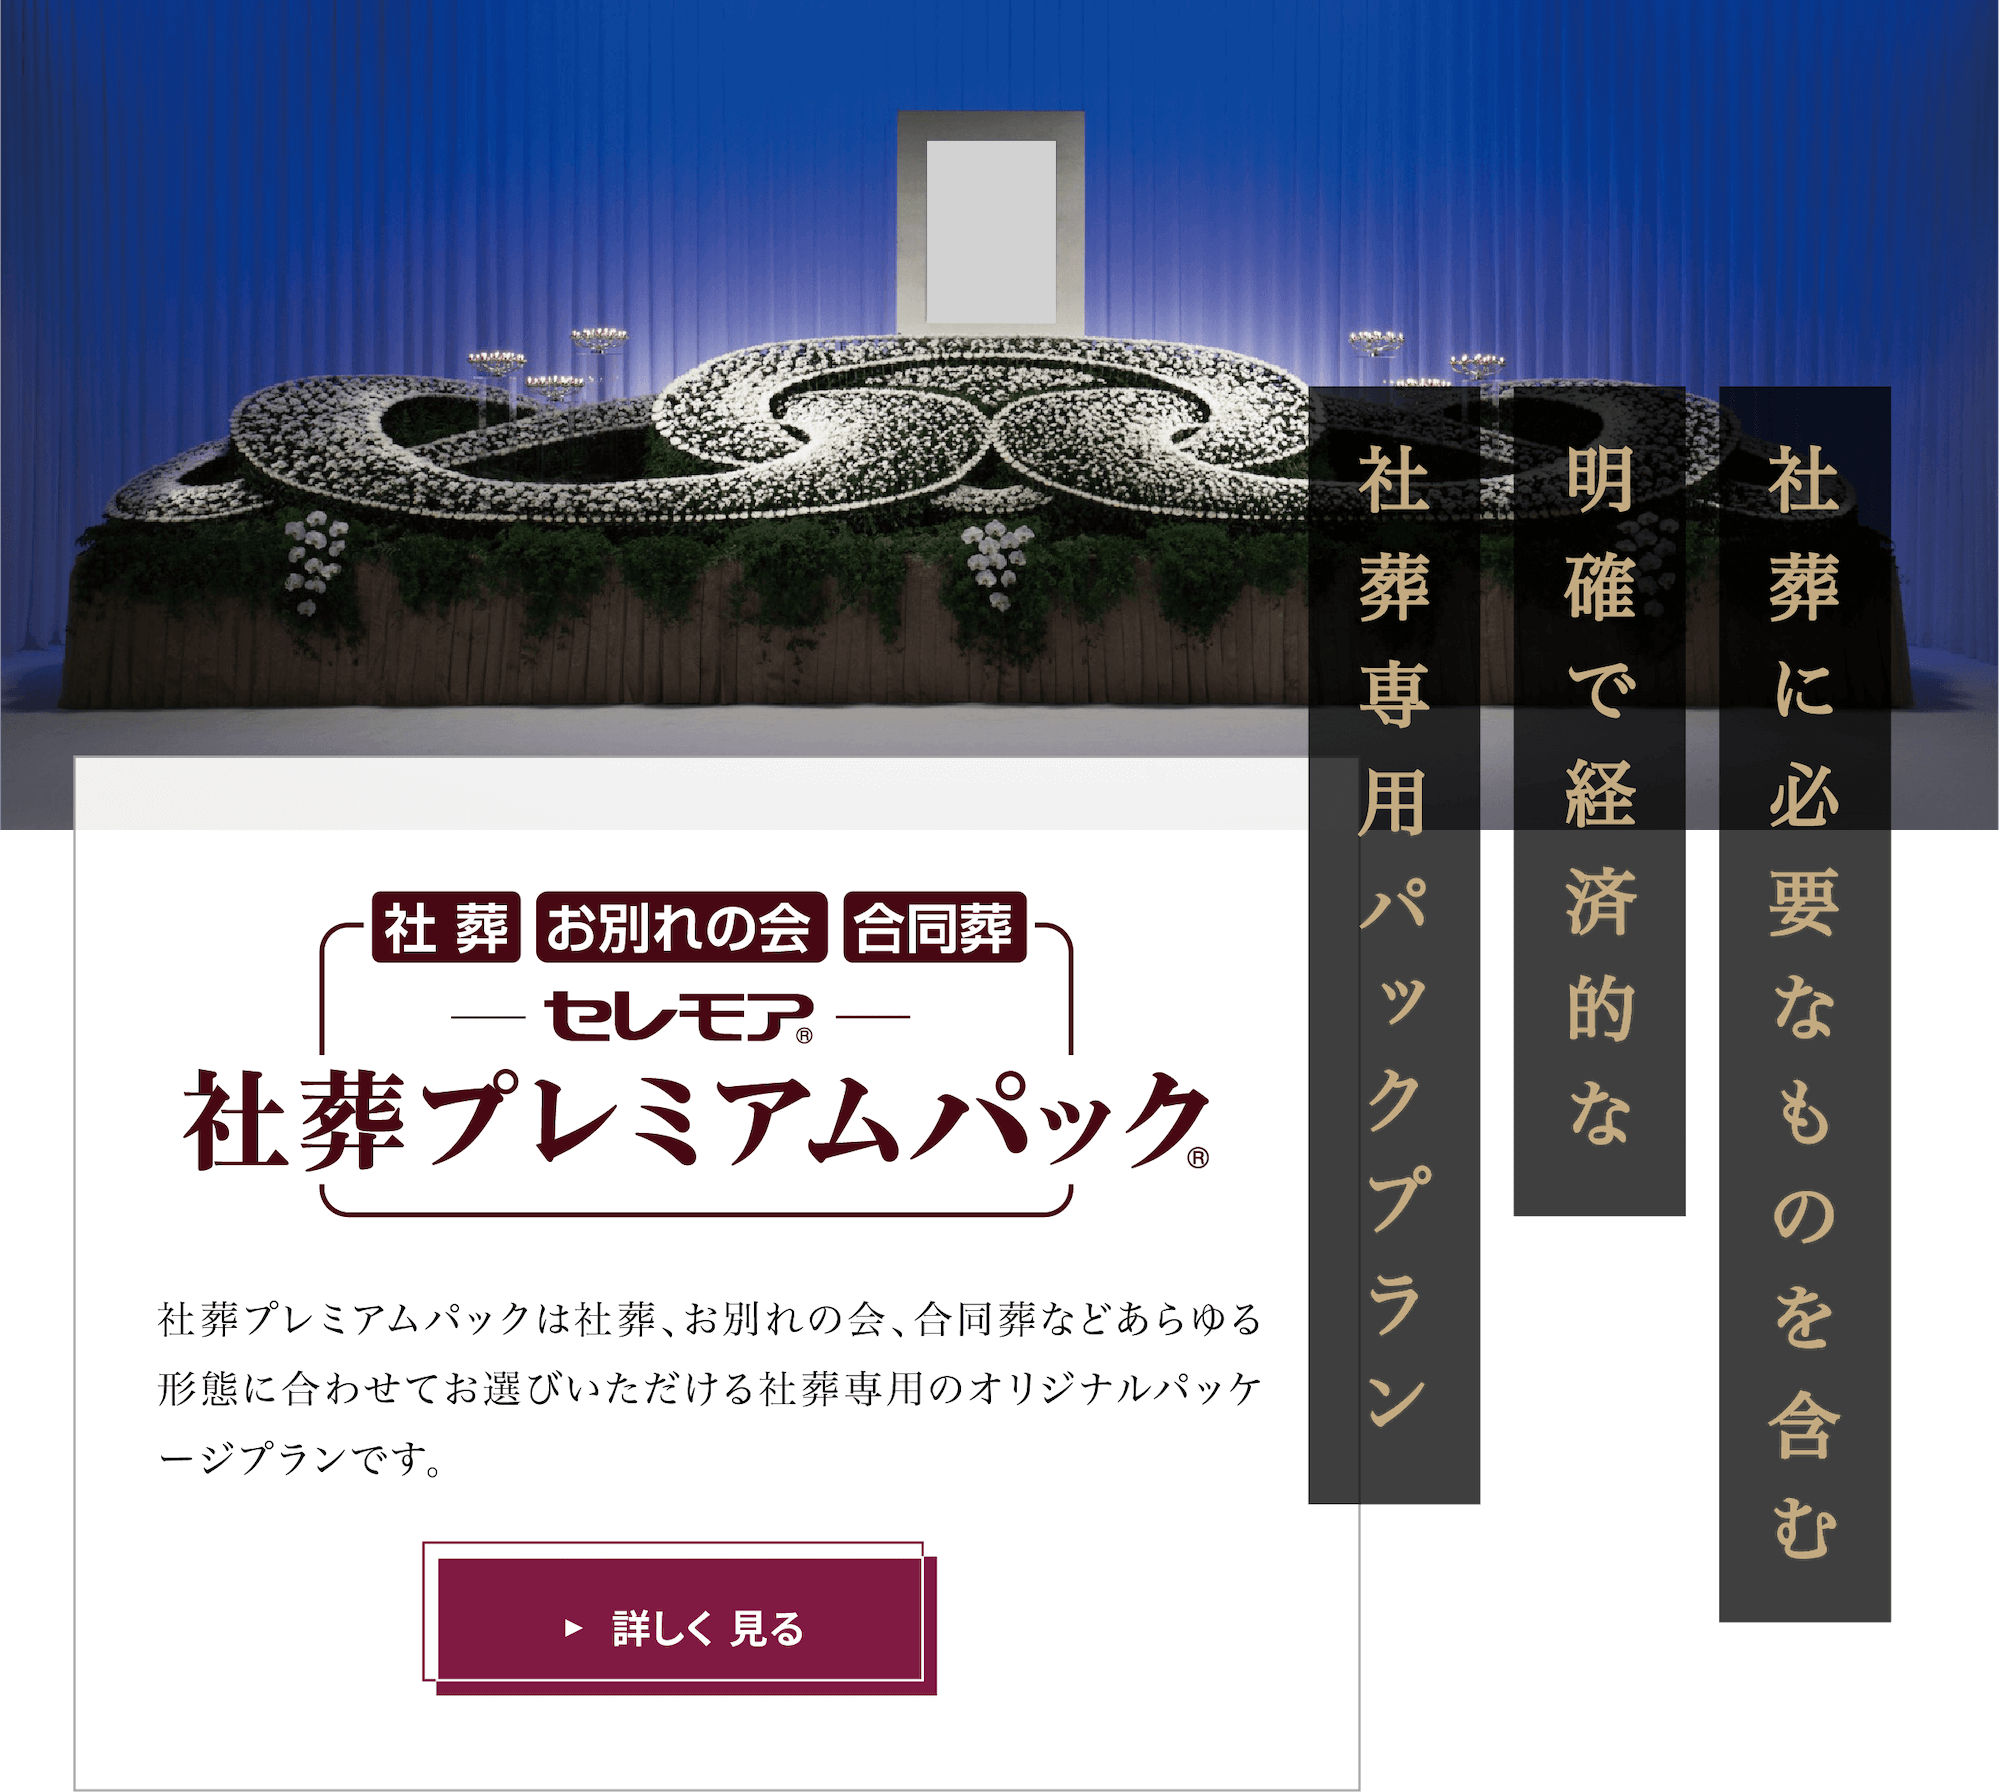 社葬に必要なものを含む
明確で経済的な
社葬専用パックプラン
社葬 お別れの会 合同葬
セレモア®
社葬プレミアムパック®
社葬プレミアムパックは社葬、お別れの会、合同葬などあらゆる
形態に合わせてお選びいただける社葬専用のオリジナルパッケ
ージプランです。
▶ 詳しく見る